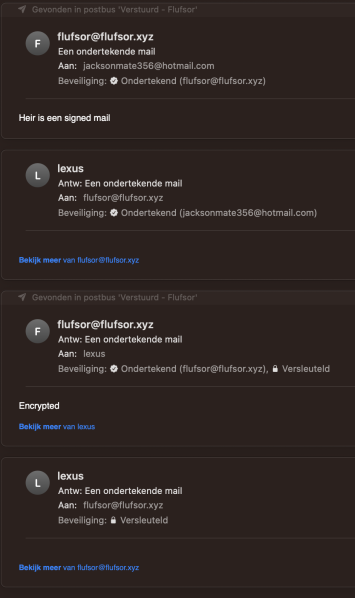 Gevonden in postbus 'Verstuurd - Flufsor'
F
flufsor@flufsor.xyz
Een ondertekende mail
Aan: jacksonmate356@hotmail.com
Beveiliging: Ondertekend (flufsor@flufsor.xyz)
Heir is een signed mail
L
lexus
Antw: Een ondertekende mail
Aan: flufsor@flufsor.xyz
Beveiliging: Ondertekend (jacksonmate356@hotmail.com)
Bekijk meer van flufsor@flufsor.xyz
Gevonden in postbus 'Verstuurd - Flufsor'
F
flufsor@flufsor.xyz
Antw: Een ondertekende mail
Aan: lexus
Beveiliging: Ondertekend (flufsor@flufsor.xyz), Versleuteld
Encrypted
Bekijk meer van lexus
L
lexus
Antw: Een ondertekende mail
Aan: flufsor@flufsor.xyz
Beveiliging: Versleuteld
Bekijk meer van flufsor@flufsor.xyz